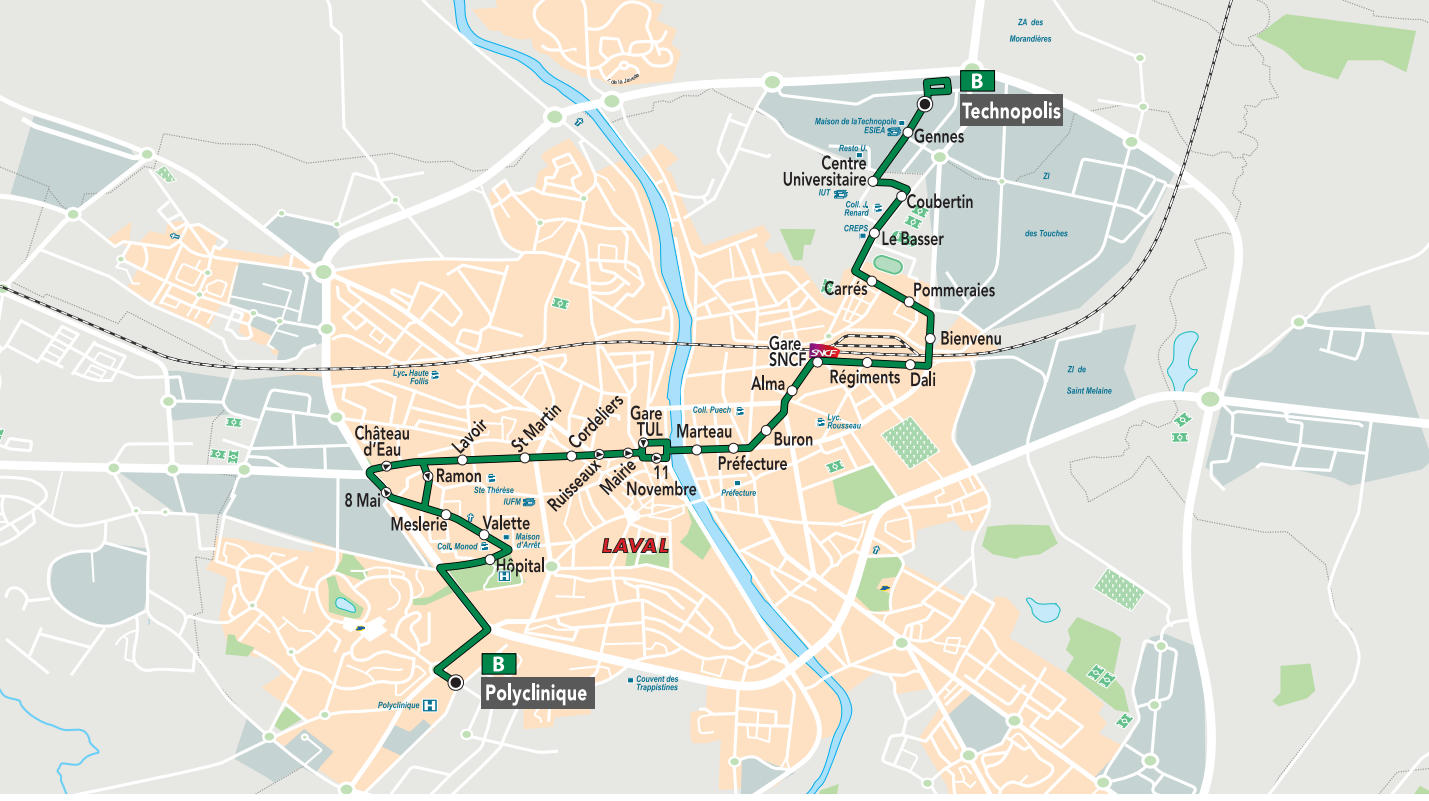 ZA des
Morandières
r de la Jaunaie
B
Technopolis
Maison de laTechnopole
ESIEA
Gennes
Resto U.
Centre
Universitaire
IUT
Coubertin
Coll. J.
Renard
CREPS
Le Basser
ZI
des Touches
Carrés
Pommeraies
Bienvenu
Gare
SNCF
SNCF
Régiments
Dali
Alma
ZI de
Saint Melaine
Lyc. Haute
Follis
Coll. Puech
Lyc.
Rousseau
Buron
Château
d'Eau
Lavoir
St Martin
Cordeliers
Gare
TUL
Marteau
Préfecture
Préfecture
Ramon
8 Mai
Ste Thérèse
IUFM
Ruisseaux
Mairie
11
Novembre
Meslerie
Valette
Maison
d'Arrêt
Coll. Monod
Hôpital
H
LAVAL
B
Polyclinique
Polyclinique
H
Couvent des
Trappistines